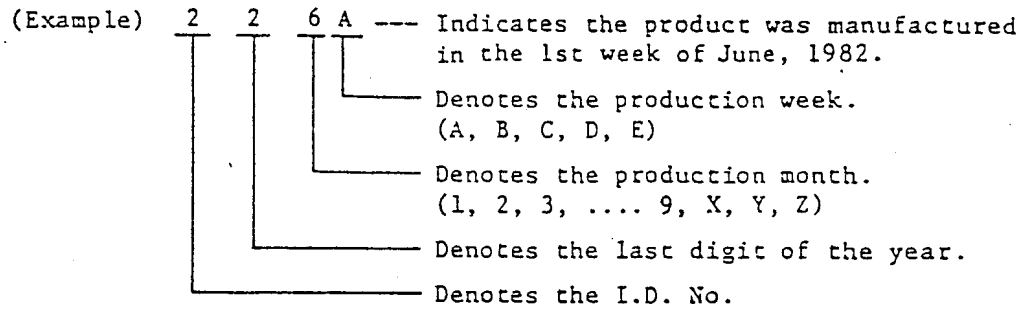 (Example) 2 2 6 A --- Indicates the product was manufactured
in the 1st week of June, 1982.
Denotes the production week.
(A, B, C, D, E)
Denotes the production month.
(1, 2, 3, .... 9, X, Y, Z)
Denotes the last digit of the year.
Denotes the I.D. No.